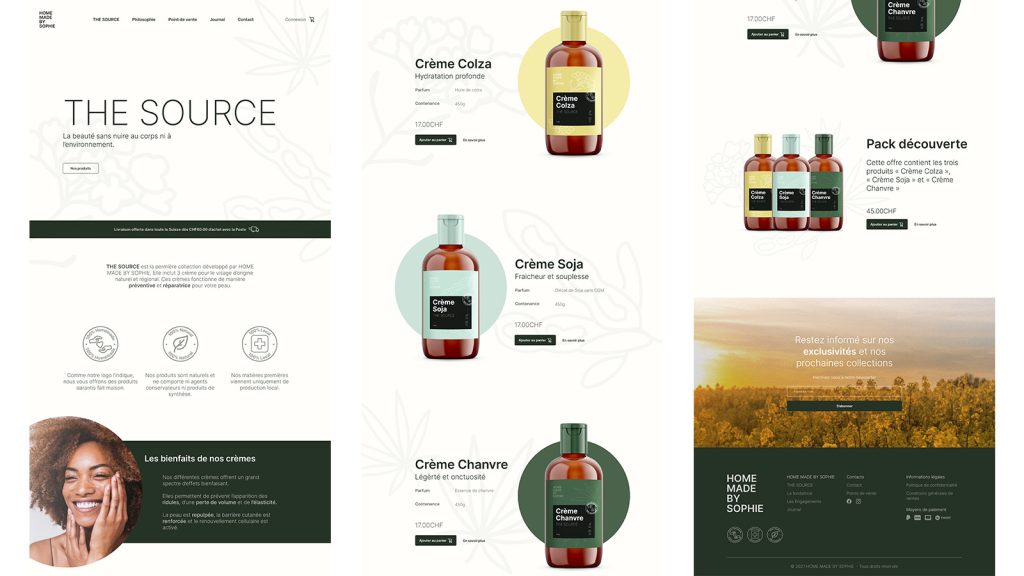 HOME
MADE
BY
SOPHIE
THE SOURCE
Philosophie
Point de vente
Journal
Contact
Connexion
THE SOURCE
La beauté sans nuire au corps ni à
l'environnement.
Nos produits
Livraison offerte dans toute la Suisse dès CHF60.00 d'achat avec la Poste
THE SOURCE est la première collection développé par HOME
MADE BY SOPHIE. Elle inclut 3 crème pour le visage d'origine
naturel et régional. Ces crèmes fonctionne de manière
préventive et réparatrice pour votre peau.
100% Homemade
100% Natural
100% Natural
100% Local
100% Local
Comme notre logo l'indique,
nous vous offrons des produits
garantis fait maison.
Nos produits sont naturels et
ne comporte ni agents
conservateurs ni produits de
synthèse.
Nos matières premières
viennent uniquement de
production local.
Les bienfaits de nos crèmes
Nos différentes crèmes offrent un grand
spectre d'effets bienfaisant.
Elles permettent de prévenir l'apparition des
ridules, d'une perte de volume et de l'élasticité.
La peau est repulpée, la barrière cutanée est
renforcée et le renouvellement cellulaire est
activé.
Crème Colza
Hydratation profonde
Parfum
Huile de colza
Contenance
450g
17.00CHF
Ajouter au panier
En savoir plus
Crème
Colza
THE SOURCE
Crème Soja
Fraicheur et souplesse
Parfum
Contenance
450g
17.00CHF
Ajouter au panier
En savoir plus
Crème
Soja
THE SOURCE
Crème Chanvre
Légèrté et onctuosité
Parfum
Essence de chanvre
Contenance
450g
17.00CHF
Ajouter au panier
En savoir plus
Crème
Chanvre
THE SOURCE
17.00CHF
Ajouter au panier
En savoir plus
Chanvre
THE SOURCE
Pack découverte
Cette offre contient les trois
produits « Crème Colza »,
« Crème Soja » et « Crème
Chanvre »
45.00CHF
Ajouter au panier
En savoir plus
Crème
Colza
Crème
Soja
Crème
Chanvre
Restez informé sur nos
exclusivités et nos
prochaines collections
S'abonner
HOME
MADE
BY
SOPHIE
HOME MADE BY SOPHIE
THE SOURCE
La fondatrice
Les Engagements
Journal
Contacts
Contact
Points de vente
Informations légales
Politique de confidentialité
Conditions générales de
ventes
Moyens de paiement
© 2021 HOME MADE BY SOPHIE - Tous droits réservés